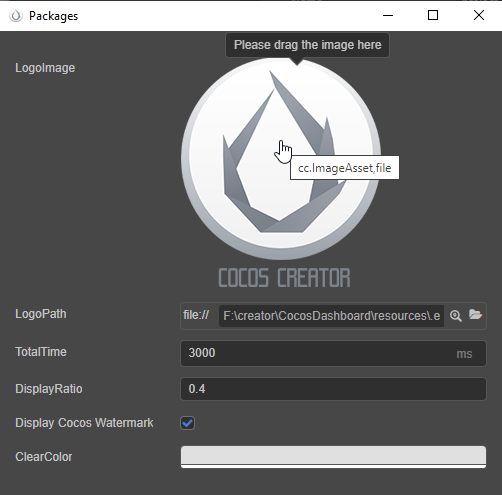 Packages
Please drag the image here
LogoImage
cc.ImageAsset,file
COCOS CREATOR
LogoPath
file://
F:\creator\CocosDashboard\resources\.e
TotalTime
3000
ms
DisplayRatio
0.4
Display Cocos Watermark
ClearColor